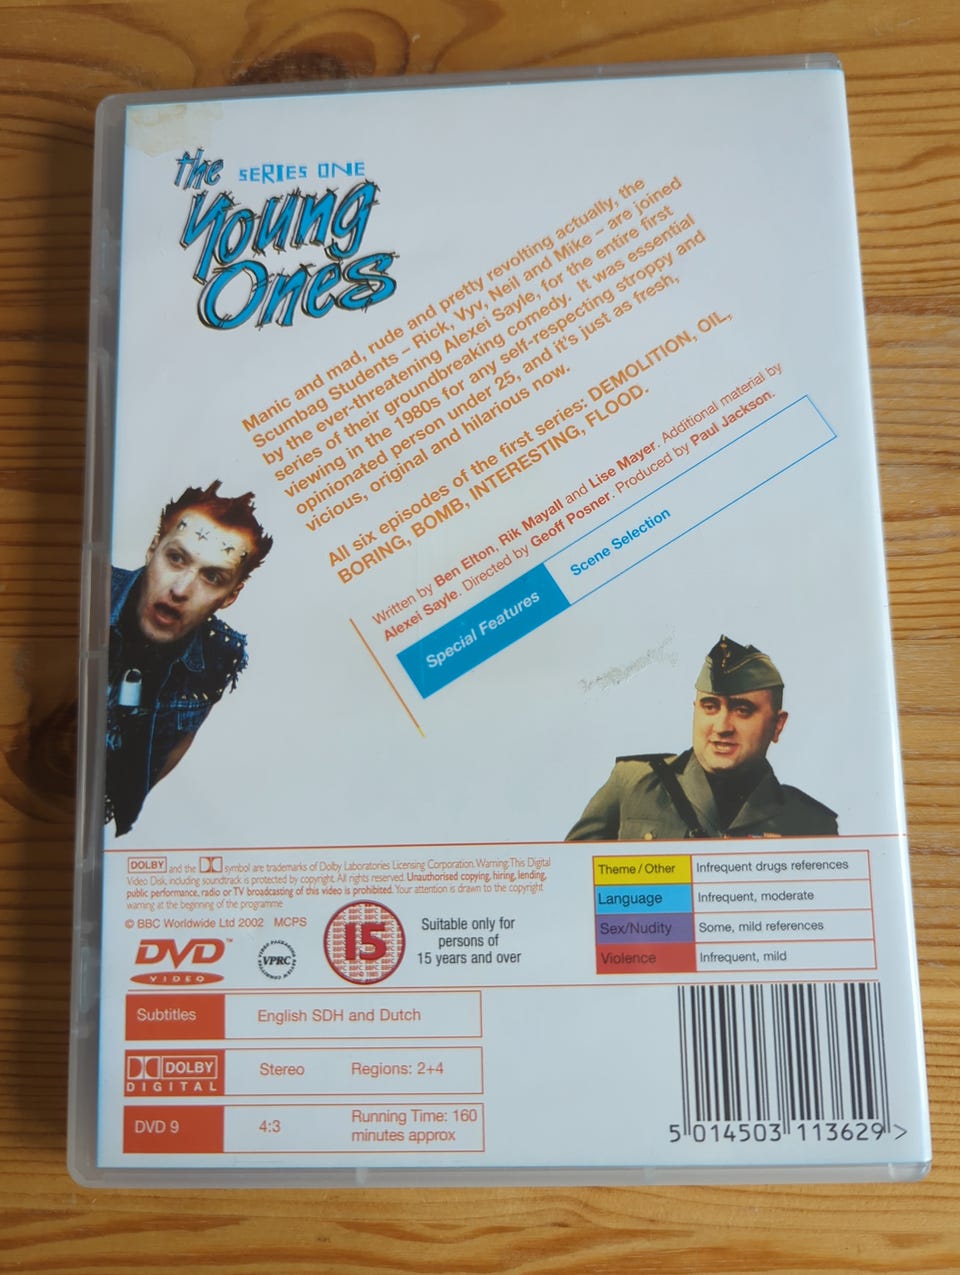 the SERIES ONE
Young
Ones
Manic and mad, rude and pretty revolting actually, the
Scumbag Students – Rick, Vyv, Neil and Mike – are joined
by the ever-threatening Alexei Sayle, for the entire first
series of their groundbreaking comedy. It was essential
viewing in the 1980s for any self-respecting stroppy and
opinionated person under 25, and it's just as fresh,
vicious, original and hilarious now.
All six episodes of the first series: DEMOLITION, OIL,
BORING, BOMB, INTERESTING, FLOOD.
Written by Ben Elton, Rik Mayall and Lise Mayer. Additional material by
Alexei Sayle. Directed by Geoff Posner. Produced by Paul Jackson.
Special Features
Scene Selection
DOLBY and the symbol are trademarks of Dolby Laboratories Licensing Corporation. Warning: This Digital
Video Disk, including soundtrack is protected by copyright. All rights reserved. Unauthorised copying, hiring, lending,
public performance, radio or TV broadcasting of this video is prohibited. Your attention is drawn to the copyright
warning at the beginning of the programme
© BBC Worldwide Ltd 2002 MCPS
DVD™
VIDEO
VPRC
15
Suitable only for
persons of
15 years and over
Theme / Other Infrequent drugs references
Language Infrequent, moderate
Sex/Nudity Some, mild references
Violence Infrequent, mild
Subtitles English SDH and Dutch
DOLBY
DIGITAL
Stereo Regions: 2+4
DVD 9 4:3 Running Time: 160
minutes approx
5 014503 113629 >